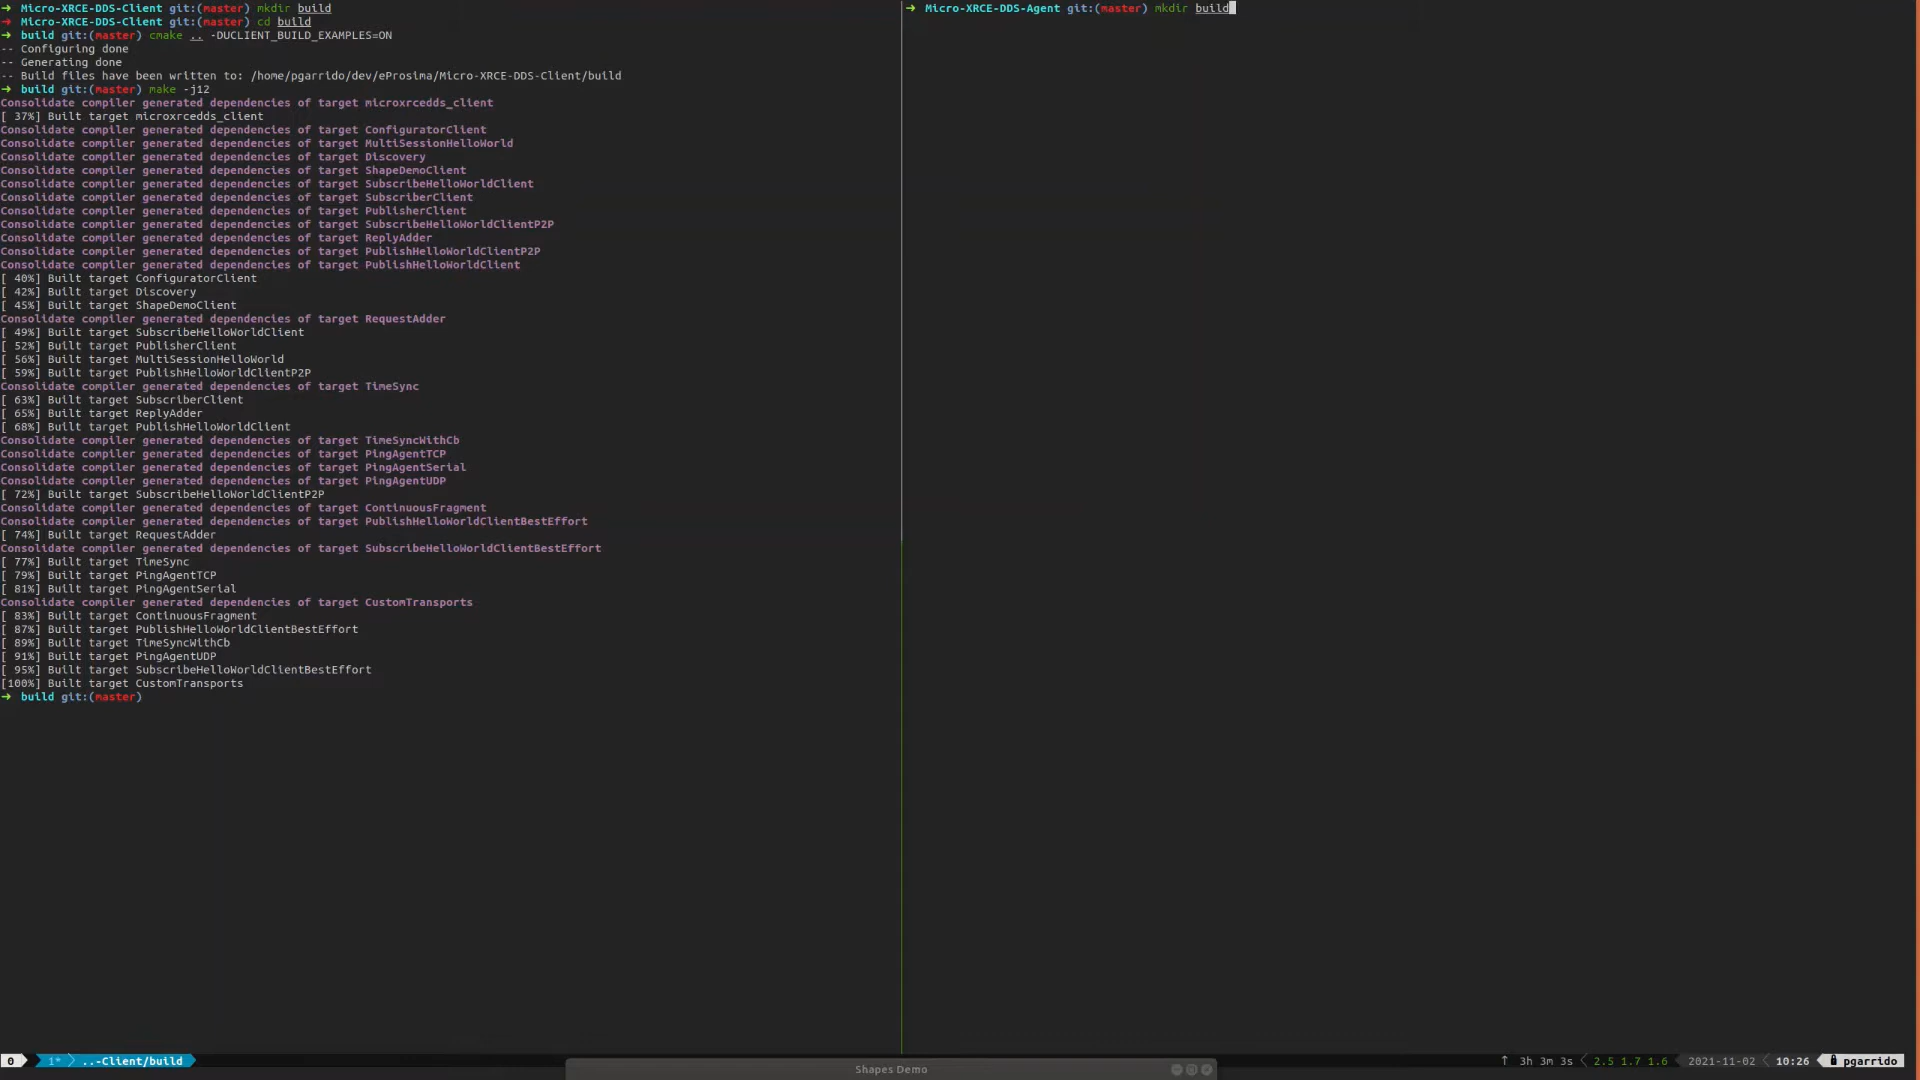 ➜ Micro-XRCE-DDS-Client git:(master) mkdir build
➜ Micro-XRCE-DDS-Client git:(master) cd build
➜ build git:(master) cmake .. -DUCLIENT_BUILD_EXAMPLES=ON
-- Configuring done
-- Generating done
-- Build files have been written to: /home/pgarrido/dev/eProsima/Micro-XRCE-DDS-Client/build
➜ build git:(master) make -j12
Consolidate compiler generated dependencies of target microxrcedds_client
[ 37%] Built target microxrcedds_client
Consolidate compiler generated dependencies of target ConfiguratorClient
Consolidate compiler generated dependencies of target MultiSessionHelloWorld
Consolidate compiler generated dependencies of target Discovery
Consolidate compiler generated dependencies of target ShapeDemoClient
Consolidate compiler generated dependencies of target SubscribeHelloWorldClient
Consolidate compiler generated dependencies of target SubscriberClient
Consolidate compiler generated dependencies of target PublisherClient
Consolidate compiler generated dependencies of target SubscribeHelloWorldClientP2P
Consolidate compiler generated dependencies of target ReplyAdder
Consolidate compiler generated dependencies of target PublishHelloWorldClientP2P
Consolidate compiler generated dependencies of target PublishHelloWorldClient
[ 40%] Built target ConfiguratorClient
[ 42%] Built target Discovery
[ 45%] Built target ShapeDemoClient
Consolidate compiler generated dependencies of target RequestAdder
[ 49%] Built target SubscribeHelloWorldClient
[ 52%] Built target PublisherClient
[ 56%] Built target MultiSessionHelloWorld
[ 59%] Built target PublishHelloWorldClientP2P
Consolidate compiler generated dependencies of target TimeSync
[ 63%] Built target SubscriberClient
[ 65%] Built target ReplyAdder
[ 68%] Built target PublishHelloWorldClient
Consolidate compiler generated dependencies of target TimeSyncWithCb
Consolidate compiler generated dependencies of target PingAgentTCP
Consolidate compiler generated dependencies of target PingAgentSerial
Consolidate compiler generated dependencies of target PingAgentUDP
[ 72%] Built target SubscribeHelloWorldClientP2P
Consolidate compiler generated dependencies of target ContinuousFragment
Consolidate compiler generated dependencies of target PublishHelloWorldClientBestEffort
[ 74%] Built target RequestAdder
Consolidate compiler generated dependencies of target SubscribeHelloWorldClientBestEffort
[ 77%] Built target TimeSync
[ 79%] Built target PingAgentTCP
[ 81%] Built target PingAgentSerial
Consolidate compiler generated dependencies of target CustomTransports
[ 83%] Built target ContinuousFragment
[ 87%] Built target PublishHelloWorldClientBestEffort
[ 89%] Built target TimeSyncWithCb
[ 91%] Built target PingAgentUDP
[ 95%] Built target SubscribeHelloWorldClientBestEffort
[100%] Built target CustomTransports
➜ build git:(master)
➜ Micro-XRCE-DDS-Agent git:(master) mkdir build
0 1* ..-Client/build
↑ 3h 3m 3s 2.5 1.7 1.6 2021-11-02 10:26 pgarrido
Shapes Demo